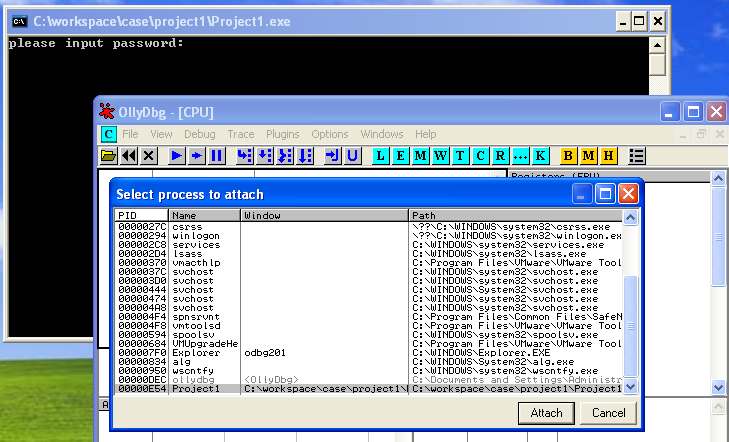 C:\workspace\case\project1\Project1.exe
please input password:
OllyDbg - [CPU]
C File View Debug Trace Plugins Options Windows Help
L E M W T C R ... K B M H
Registers (FPU)
Select process to attach
PID Name Window Path
0000027C csrss \??\C:\WINDOWS\system32\csrss.exe
00000294 winlogon \??\C:\WINDOWS\system32\winlogon.ex
000002C8 services C:\WINDOWS\system32\services.exe
000002D4 lsass C:\WINDOWS\system32\lsass.exe
00000370 vmacthlp C:\Program Files\VMware\VMware Tool
0000037C svchost C:\WINDOWS\system32\svchost.exe
000003D0 svchost C:\WINDOWS\system32\svchost.exe
00000444 svchost C:\WINDOWS\System32\svchost.exe
00000474 svchost C:\WINDOWS\system32\svchost.exe
000004A4 svchost C:\WINDOWS\system32\svchost.exe
000004F4 spnsrvnt C:\Program Files\Common Files\SafeN
000004F8 vmtoolsd C:\Program Files\VMware\VMware Tool
00000594 spoolsv C:\WINDOWS\system32\spoolsv.exe
00000684 VMUpgradeHe C:\Program Files\VMware\VMware Tool
000007F0 Explorer odbg201 C:\WINDOWS\Explorer.EXE
00000834 alg C:\WINDOWS\System32\alg.exe
00000950 wscntfy C:\WINDOWS\system32\wscntfy.exe
00000DEC ollydbg <OllyDbg> C:\Documents and Settings\Administr
00000E54 Project1 C:\workspace\case\project1\ C:\workspace\case\project1\Project1
Attach Cancel